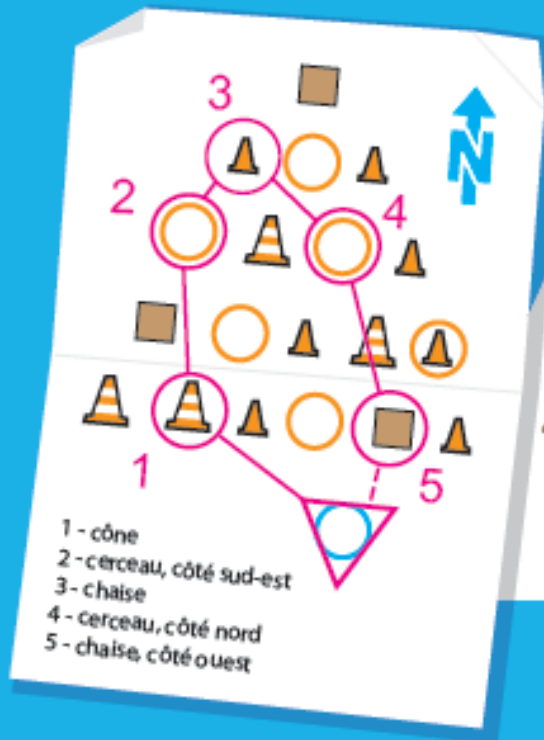 3
N
2
4
1
5
1 - cône
2 - cerceau, côté sud-est
3 - chaise
4 - cerceau, côté nord
5 - chaise, côté ouest